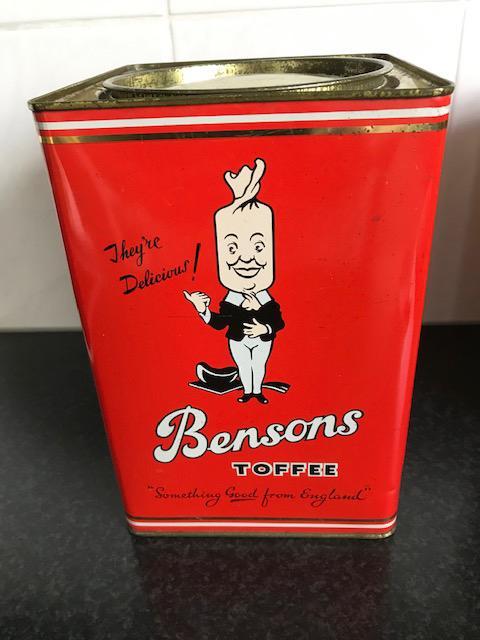 They're
Delicious!
Bensons
TOFFEE
"Something Good from England"